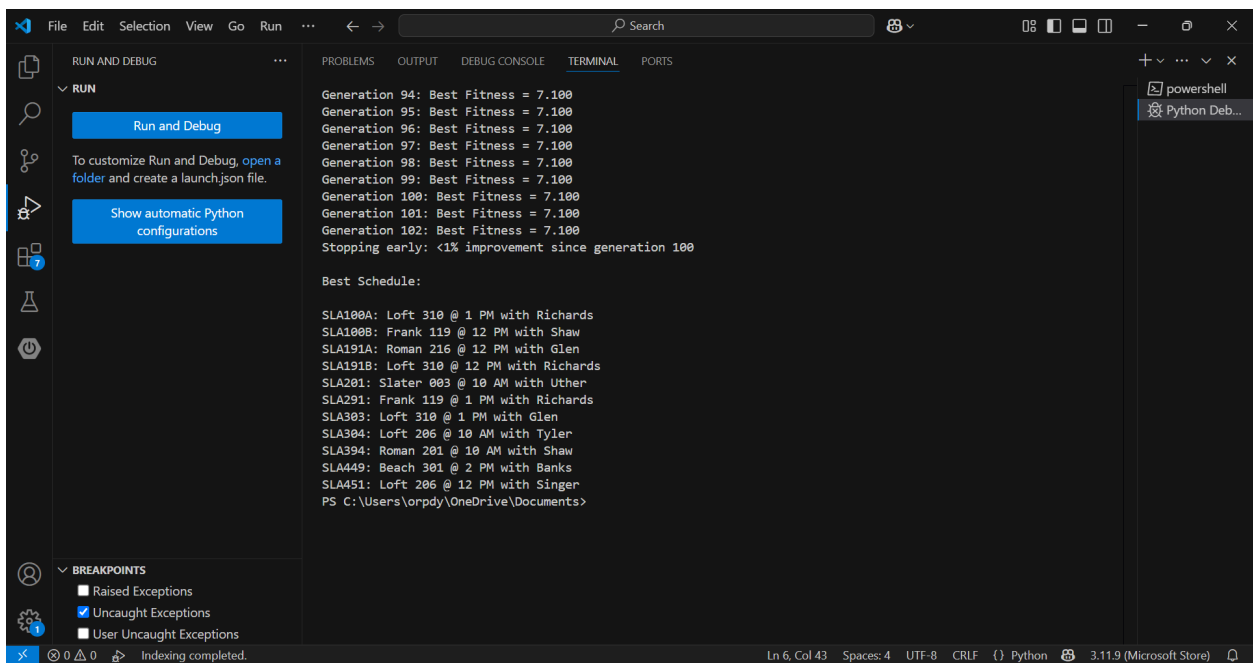 File Edit Selection View Go Run ...
Search
RUN AND DEBUG ...
RUN
Run and Debug
To customize Run and Debug, open a
folder and create a launch.json file.
Show automatic Python
configurations
7
1
BREAKPOINTS
Raised Exceptions
Uncaught Exceptions
User Uncaught Exceptions
PROBLEMS OUTPUT DEBUG CONSOLE TERMINAL PORTS
Generation 94: Best Fitness = 7.100
Generation 95: Best Fitness = 7.100
Generation 96: Best Fitness = 7.100
Generation 97: Best Fitness = 7.100
Generation 98: Best Fitness = 7.100
Generation 99: Best Fitness = 7.100
Generation 100: Best Fitness = 7.100
Generation 101: Best Fitness = 7.100
Generation 102: Best Fitness = 7.100
Stopping early: <1% improvement since generation 100
Best Schedule:
SLA100A: Loft 310 @ 1 PM with Richards
SLA100B: Frank 119 @ 12 PM with Shaw
SLA191A: Roman 216 @ 12 PM with Glen
SLA191B: Loft 310 @ 12 PM with Richards
SLA201: Slater 003 @ 10 AM with Uther
SLA291: Frank 119 @ 1 PM with Richards
SLA303: Loft 310 @ 1 PM with Glen
SLA304: Loft 206 @ 10 AM with Tyler
SLA394: Roman 201 @ 10 AM with Shaw
SLA449: Beach 301 @ 2 PM with Banks
SLA451: Loft 206 @ 12 PM with Singer
PS C:\Users\orpdy\OneDrive\Documents>
powershell
Python Deb...
0 0 Indexing completed.
Ln 6, Col 43 Spaces: 4 UTF-8 CRLF {} Python 3.11.9 (Microsoft Store)